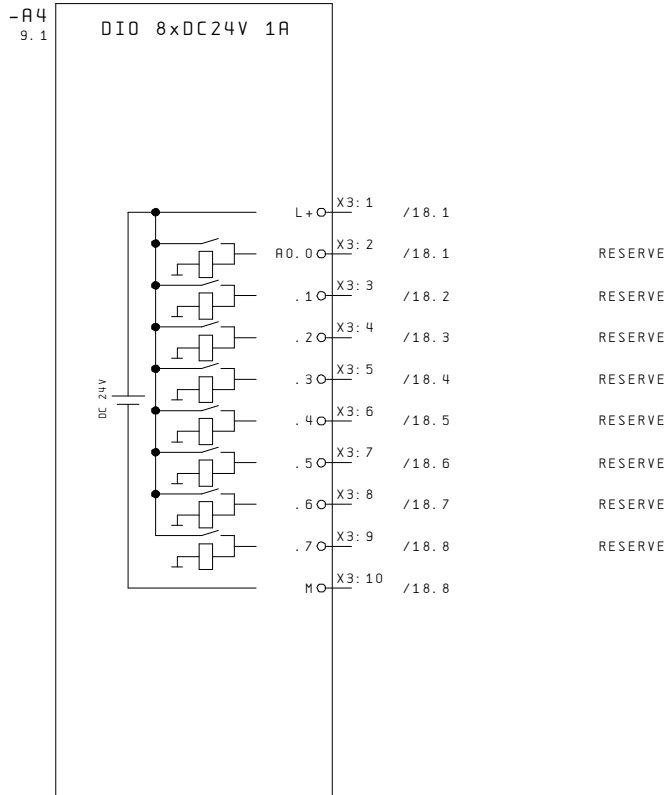 -A4
9.1
DIO 8xDC24V 1A
L+ X3:1 /18.1
A0.0 X3:2 /18.1 RESERVE
.1 X3:3 /18.2 RESERVE
.2 X3:4 /18.3 RESERVE
.3 X3:5 /18.4 RESERVE
DC 24V
.4 X3:6 /18.5 RESERVE
.5 X3:7 /18.6 RESERVE
.6 X3:8 /18.7 RESERVE
.7 X3:9 /18.8 RESERVE
M X3:10 /18.8